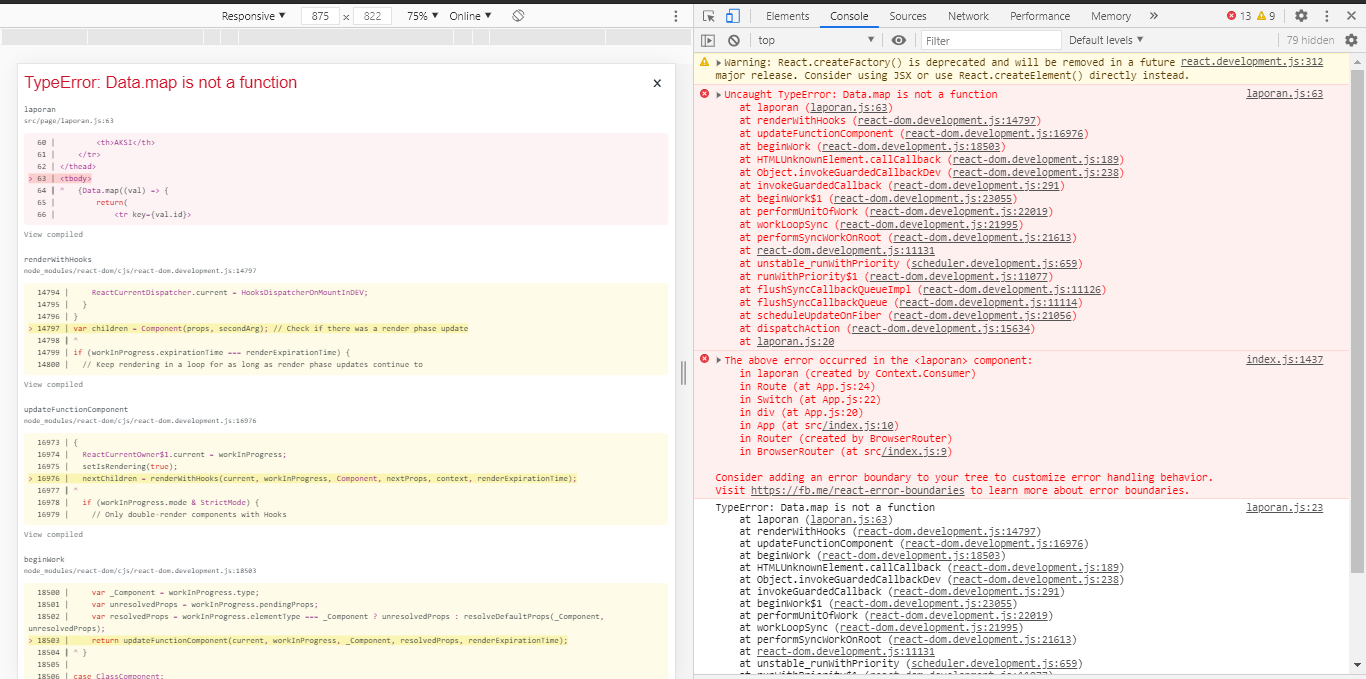 Responsive ▼ 875 × 822 75% ▼ Online ▼
TypeError: Data.map is not a function ×
laporan
src/page/laporan.js:63
60 | <th>AKSI</th>
61 | </tr>
62 | </thead>
> 63 | <tbody>
64 | ^ {Data.map((val) => {
65 | return(
66 | <tr key={val.id}>
View compiled
renderWithHooks
node_modules/react-dom/cjs/react-dom.development.js:14797
14794 | ReactCurrentDispatcher.current = HooksDispatcherOnMountInDEV;
14795 | }
14796 | }
> 14797 | var children = Component(props, secondArg); // Check if there was a render phase update
14798 | ^
14799 | if (workInProgress.expirationTime === renderExpirationTime) {
14800 | // Keep rendering in a loop for as long as render phase updates continue to
View compiled
updateFunctionComponent
node_modules/react-dom/cjs/react-dom.development.js:16976
16973 | {
16974 | ReactCurrentOwner$1.current = workInProgress;
16975 | setIsRendering(true);
> 16976 | nextChildren = renderWithHooks(current, workInProgress, Component, nextProps, context, renderExpirationTime);
16977 | ^
16978 | if (workInProgress.mode & StrictMode) {
16979 | // Only double-render components with Hooks
View compiled
beginWork
node_modules/react-dom/cjs/react-dom.development.js:18503
18500 | var _Component = workInProgress.type;
18501 | var unresolvedProps = workInProgress.pendingProps;
18502 | var resolvedProps = workInProgress.elementType === _Component ? unresolvedProps : resolveDefaultProps(_Component,
unresolvedProps);
> 18503 | return updateFunctionComponent(current, workInProgress, _Component, resolvedProps, renderExpirationTime);
18504 | ^ }
18505 |
18506 | case ClassComponent:
Elements Console Sources Network Performance Memory » 13 9
top ▼ Filter Default levels ▼ 79 hidden
Warning: React.createFactory() is deprecated and will be removed in a future react.development.js:312
major release. Consider using JSX or use React.createElement() directly instead.
Uncaught TypeError: Data.map is not a function laporan.js:63
at laporan (laporan.js:63)
at renderWithHooks (react-dom.development.js:14797)
at updateFunctionComponent (react-dom.development.js:16976)
at beginWork (react-dom.development.js:18503)
at HTMLUnknownElement.callCallback (react-dom.development.js:189)
at Object.invokeGuardedCallbackDev (react-dom.development.js:238)
at invokeGuardedCallback (react-dom.development.js:291)
at beginWork$1 (react-dom.development.js:23055)
at performUnitOfWork (react-dom.development.js:22019)
at workLoopSync (react-dom.development.js:21995)
at performSyncWorkOnRoot (react-dom.development.js:21613)
at react-dom.development.js:11131
at unstable_runWithPriority (scheduler.development.js:659)
at runWithPriority$1 (react-dom.development.js:11077)
at flushSyncCallbackQueueImpl (react-dom.development.js:11126)
at flushSyncCallbackQueue (react-dom.development.js:11114)
at scheduleUpdateOnFiber (react-dom.development.js:21056)
at dispatchAction (react-dom.development.js:15634)
at laporan.js:20
The above error occurred in the <laporan> component: index.js:1437
in laporan (created by Context.Consumer)
in Route (at App.js:24)
in Switch (at App.js:22)
in div (at App.js:20)
in App (at src/index.js:10)
in Router (created by BrowserRouter)
in BrowserRouter (at src/index.js:9)
Consider adding an error boundary to your tree to customize error handling behavior.
Visit https://fb.me/react-error-boundaries to learn more about error boundaries.
TypeError: Data.map is not a function laporan.js:23
at laporan (laporan.js:63)
at renderWithHooks (react-dom.development.js:14797)
at updateFunctionComponent (react-dom.development.js:16976)
at beginWork (react-dom.development.js:18503)
at HTMLUnknownElement.callCallback (react-dom.development.js:189)
at Object.invokeGuardedCallbackDev (react-dom.development.js:238)
at invokeGuardedCallback (react-dom.development.js:291)
at beginWork$1 (react-dom.development.js:23055)
at performUnitOfWork (react-dom.development.js:22019)
at workLoopSync (react-dom.development.js:21995)
at performSyncWorkOnRoot (react-dom.development.js:21613)
at react-dom.development.js:11131
at unstable_runWithPriority (scheduler.development.js:659)